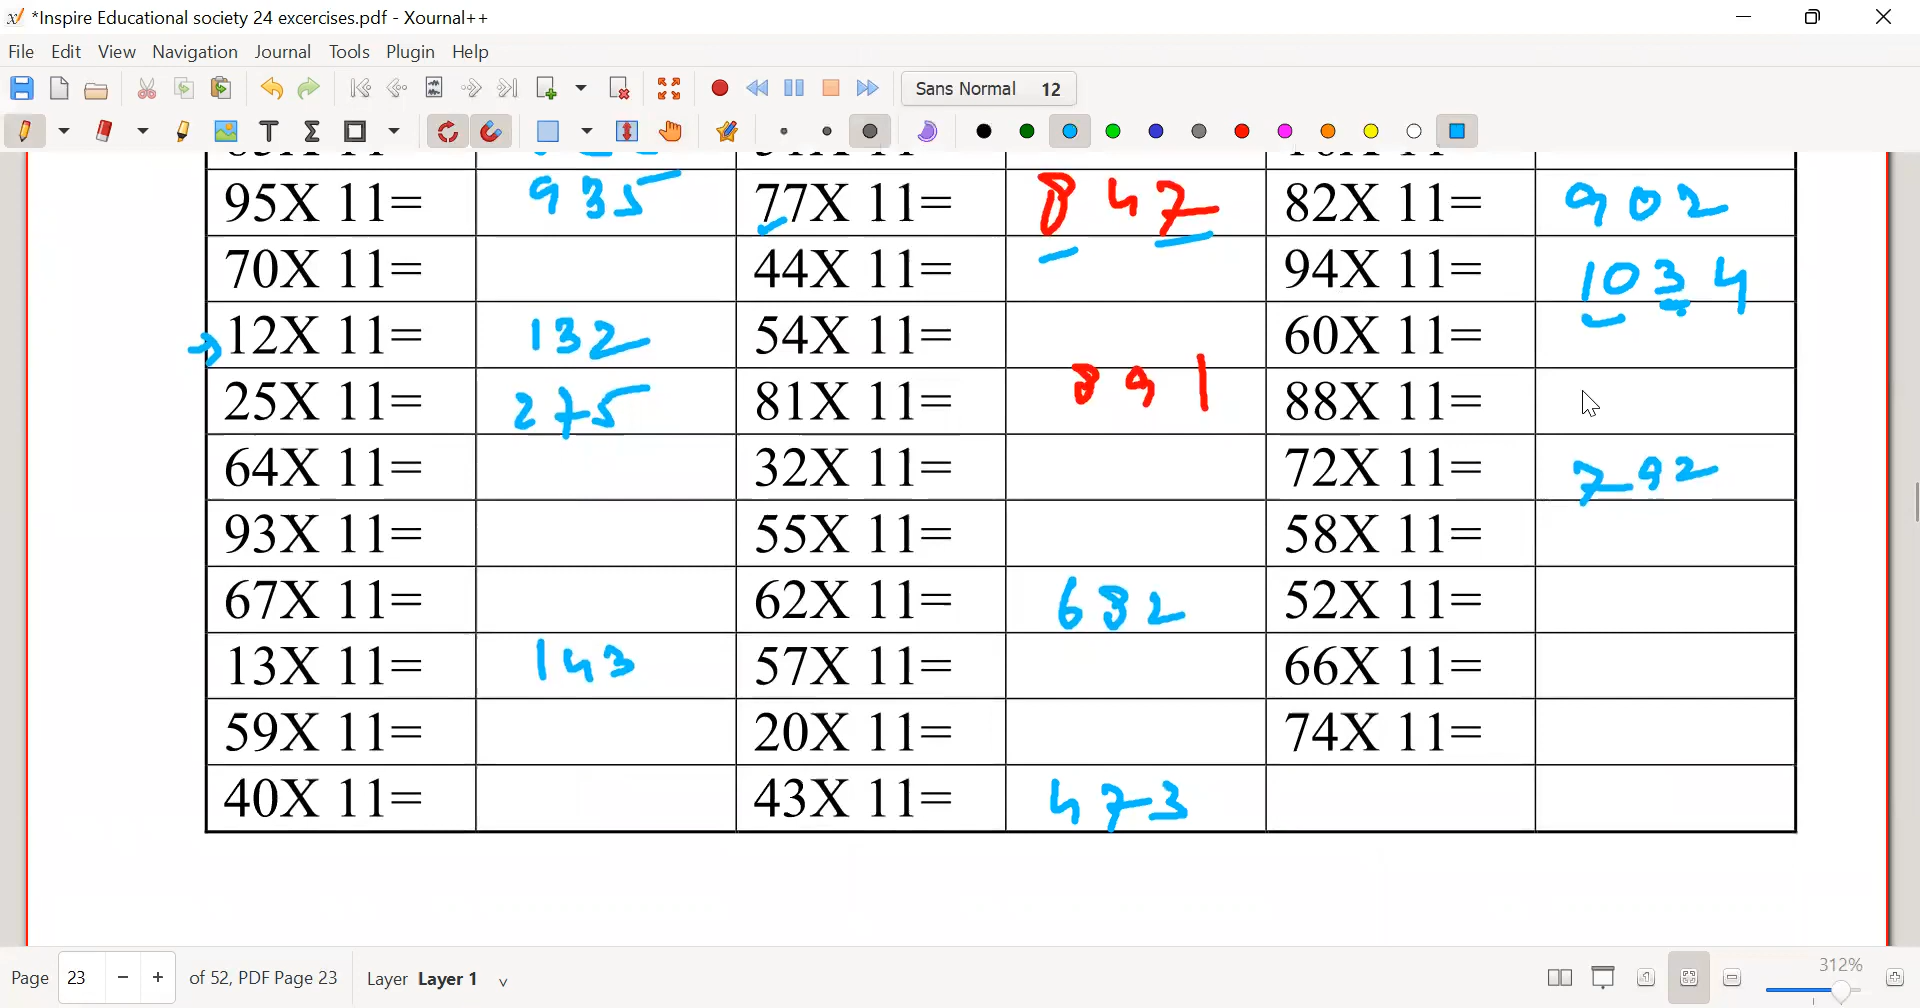 *Inspire Educational society 24 excercises.pdf - Xournal++
File Edit View Navigation Journal Tools Plugin Help
Sans Normal 12
95X 11= 935 77X 11= 847 82X 11= 902
70X 11= 44X 11= 94X 11= 1034
12X 11= 132 54X 11= 60X 11=
25X 11= 275 81X 11= 891 88X 11=
64X 11= 32X 11= 72X 11= 792
93X 11= 55X 11= 58X 11=
67X 11= 62X 11= 682 52X 11=
13X 11= 143 57X 11= 66X 11=
59X 11= 20X 11= 74X 11=
40X 11= 43X 11= 473
Page 23 of 52, PDF Page 23 Layer Layer 1 312%